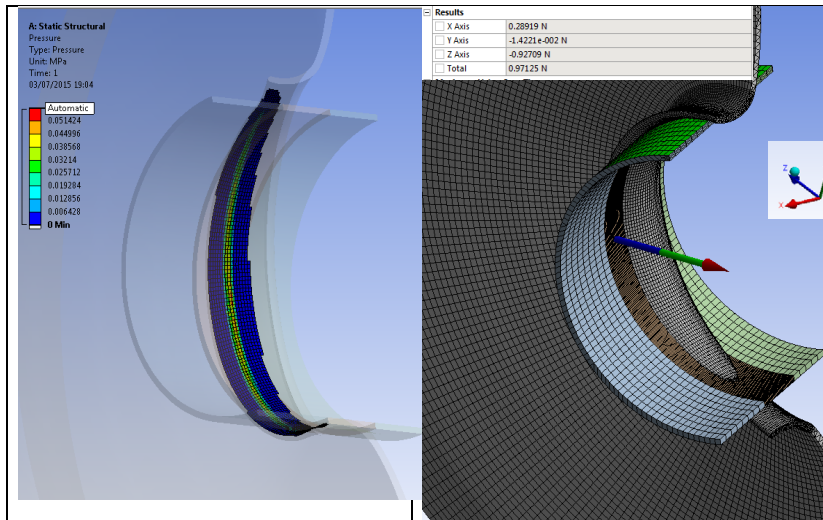 A: Static Structural
Pressure
Type: Pressure
Unit: MPa
Time: 1
03/07/2015 19:04
Automatic
0.051424
0.044996
0.038568
0.03214
0.025712
0.019284
0.012856
0.006428
0 Min
Results
X Axis 0.28919 N
Y Axis -1.4221e-002 N
Z Axis -0.92709 N
Total 0.97125 N
Z
X